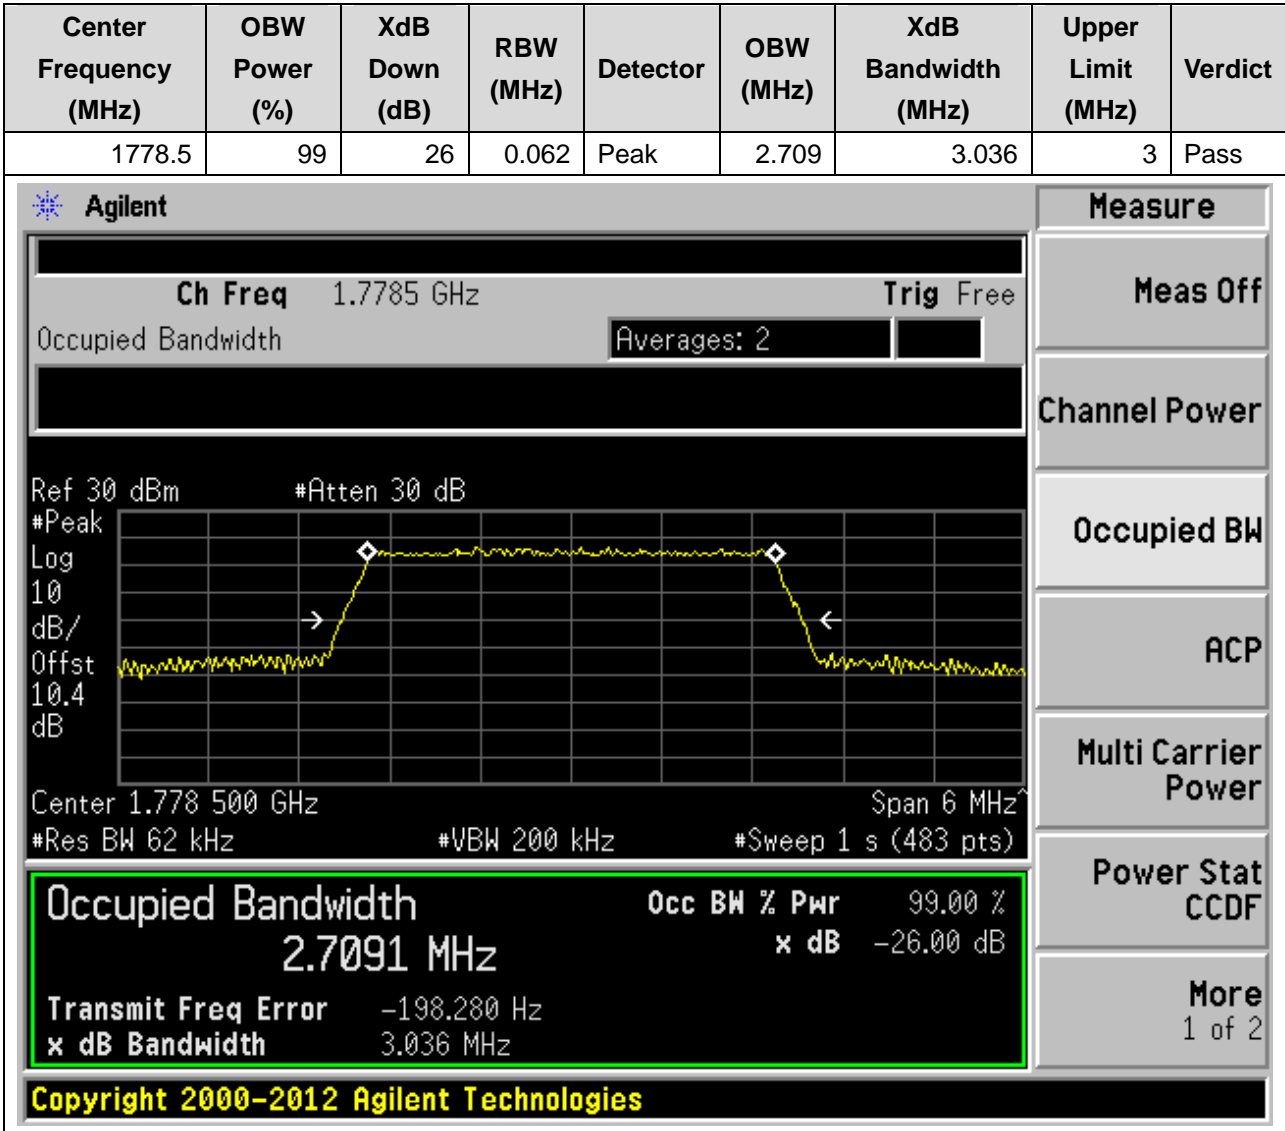 Center Frequency (MHz) OBW Power (%) XdB Down (dB) RBW (MHz) Detector OBW (MHz) XdB Bandwidth (MHz) Upper Limit (MHz) Verdict
1778.5 99 26 0.062 Peak 2.709 3.036 3 Pass
Agilent
Measure
Ch Freq 1.7785 GHz Trig Free
Meas Off
Occupied Bandwidth Averages: 2
Channel Power
Ref 30 dBm #Atten 30 dB
#Peak
Log
10
dB/
Offst
10.4
dB
Occupied BW
ACP
Center 1.778 500 GHz Span 6 MHz^
#Res BW 62 kHz #VBW 200 kHz #Sweep 1 s (483 pts)
Multi Carrier
Power
Occupied Bandwidth Occ BW % Pwr 99.00 %
2.7091 MHz x dB -26.00 dB
Transmit Freq Error -198.280 Hz
x dB Bandwidth 3.036 MHz
Power Stat
CCDF
More
1 of 2
Copyright 2000-2012 Agilent Technologies